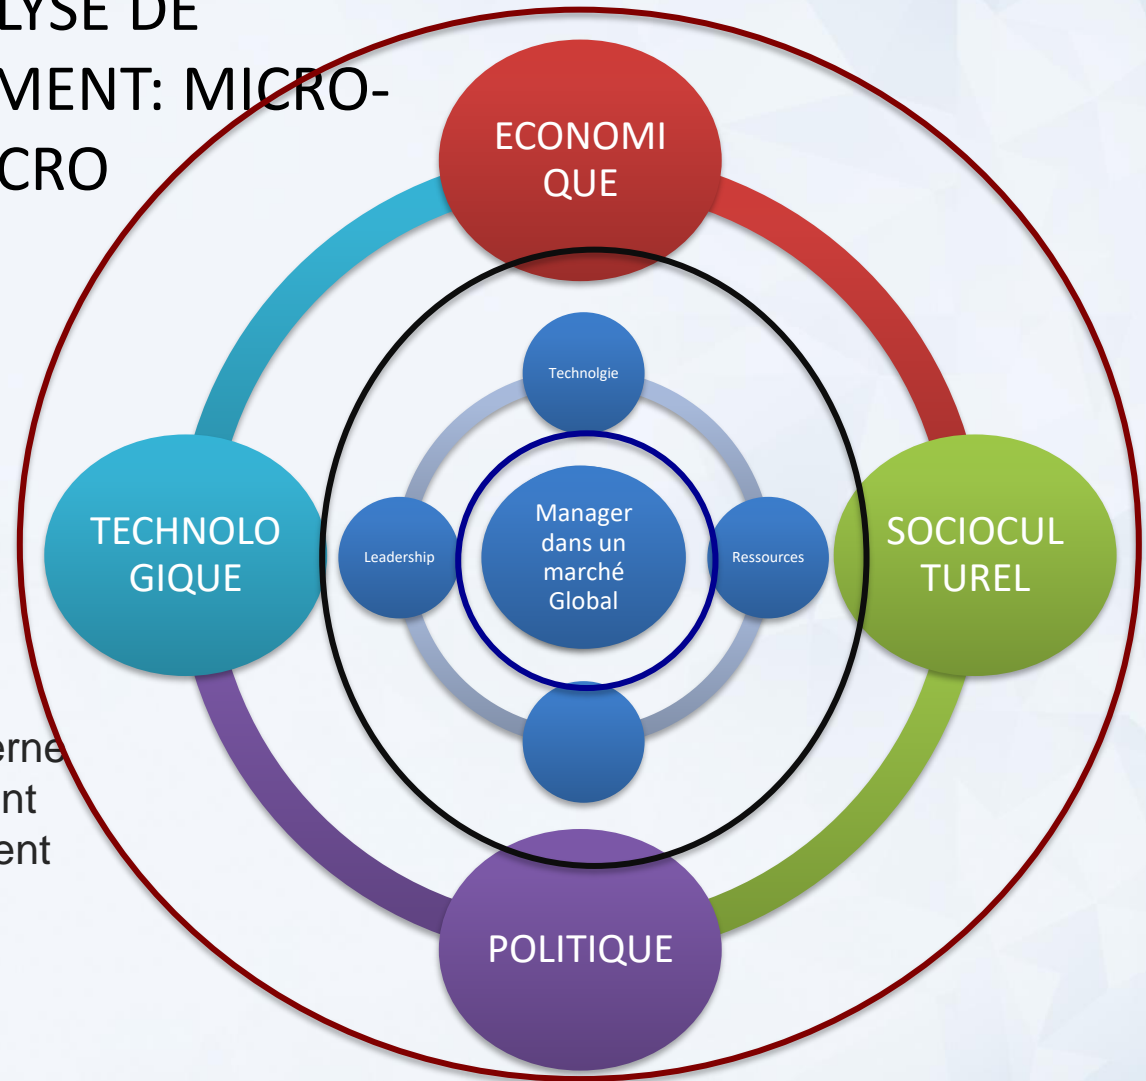 LYSE DE
MENT: MICRO-
CRO
ECONOMI
QUE
Technolgie
TECHNOLO
GIQUE
Leadership
Manager
dans un
marché
Global
Ressources
SOCIOCUL
TUREL
erne
nt
ent
POLITIQUE